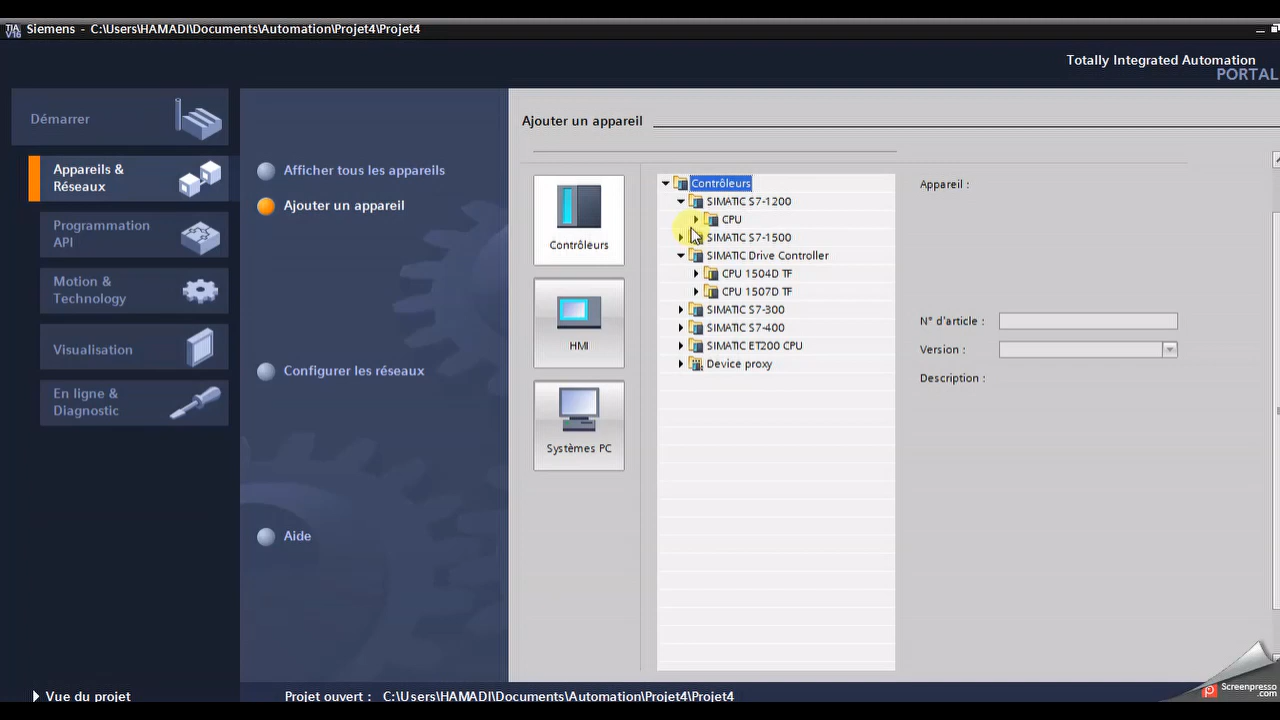 TIA V16
Siemens - C:\Users\HAMADI\Documents\Automation\Projet4\Projet4
Totally Integrated Automation
PORTAL
Démarrer
Appareils &
Réseaux
Programmation
API
Motion &
Technology
Visualisation
En ligne &
Diagnostic
Vue du projet
Afficher tous les appareils
Ajouter un appareil
Configurer les réseaux
Aide
Ajouter un appareil
Contrôleurs
HMI
Systèmes PC
Contrôleurs
SIMATIC S7-1200
CPU
SIMATIC S7-1500
SIMATIC Drive Controller
CPU 1504D TF
CPU 1507D TF
SIMATIC S7-300
SIMATIC S7-400
SIMATIC ET200 CPU
Device proxy
Appareil :
N° d'article :
Version :
Description :
Projet ouvert : C:\Users\HAMADI\Documents\Automation\Projet4\Projet4
Screenpresso
.com